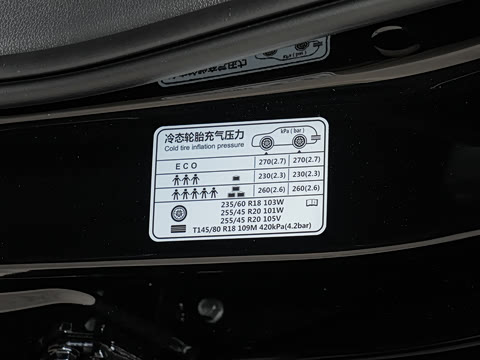 冷态轮胎充气压力
Cold tire inflation pressure
kPa(bar)
ECO 270(2.7) 270(2.7)
230(2.3) 230(2.3)
260(2.6) 260(2.6)
235/60 R18 103W
255/45 R20 101W
255/45 R20 105V
T145/80 R18 109M 420kPa(4.2bar)